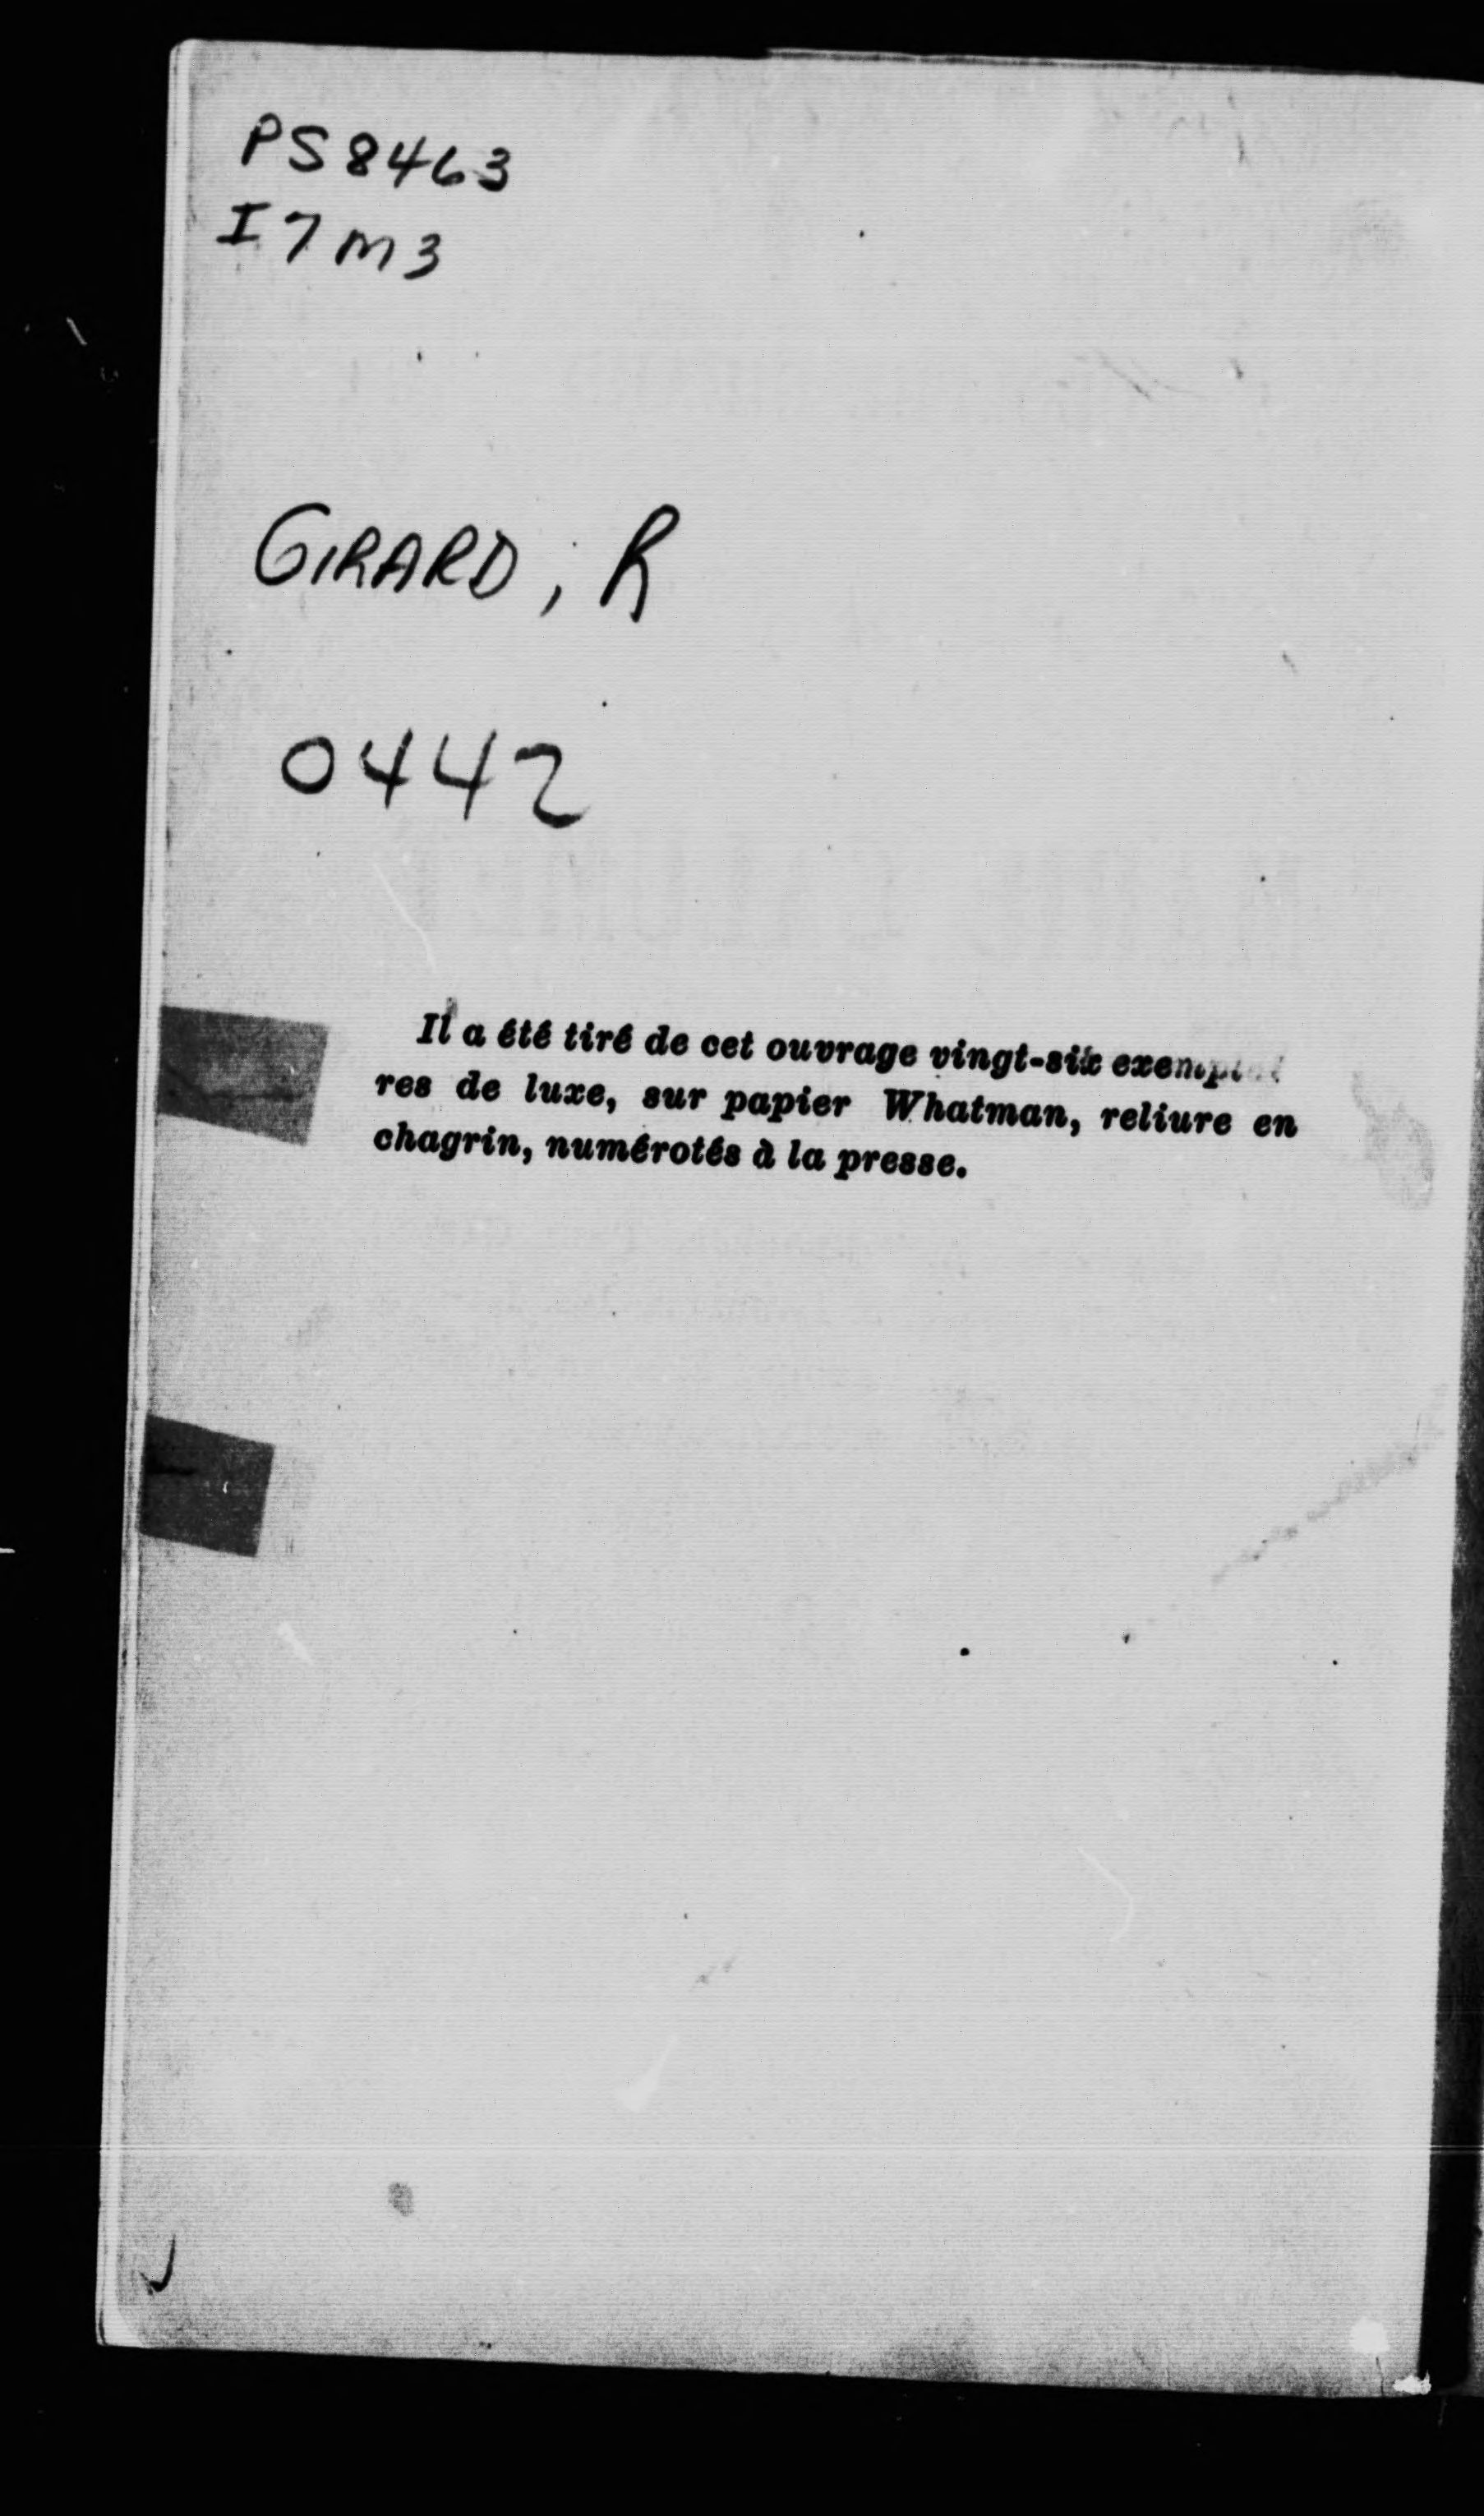 PS8463
I7M3
GIRARD, R
0442
Il a été tiré de cet ouvrage vingt-six
res de luxe, sur papier Whatman, reliure en
chagrin, numérotés à la presse.